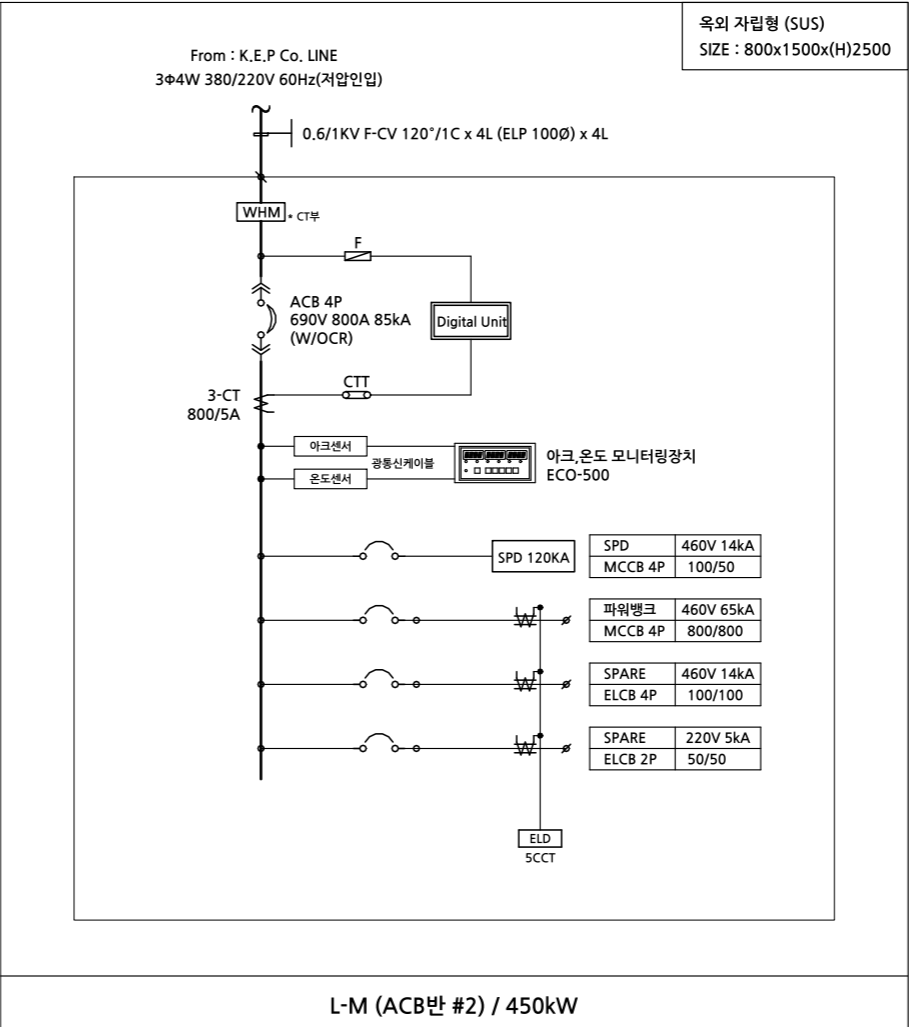 옥외 자립형 (SUS)
SIZE : 800x1500x(H)2500
From : K.E.P Co. LINE
3Φ4W 380/220V 60Hz(저압인입)
0.6/1KV F-CV 120°/1C x 4L (ELP 100Ø) x 4L
WHM
* CT부
F
ACB 4P
690V 800A 85kA
(W/OCR)
Digital Unit
3-CT
800/5A
CTT
아크센서
광통신케이블
온도센서
아크,온도 모니터링장치
ECO-500
SPD 120KA
SPD 460V 14kA
MCCB 4P 100/50
파워뱅크 460V 65kA
MCCB 4P 800/800
SPARE 460V 14kA
ELCB 4P 100/100
SPARE 220V 5kA
ELCB 2P 50/50
ELD
5CCT
L-M (ACB반 #2) / 450kW